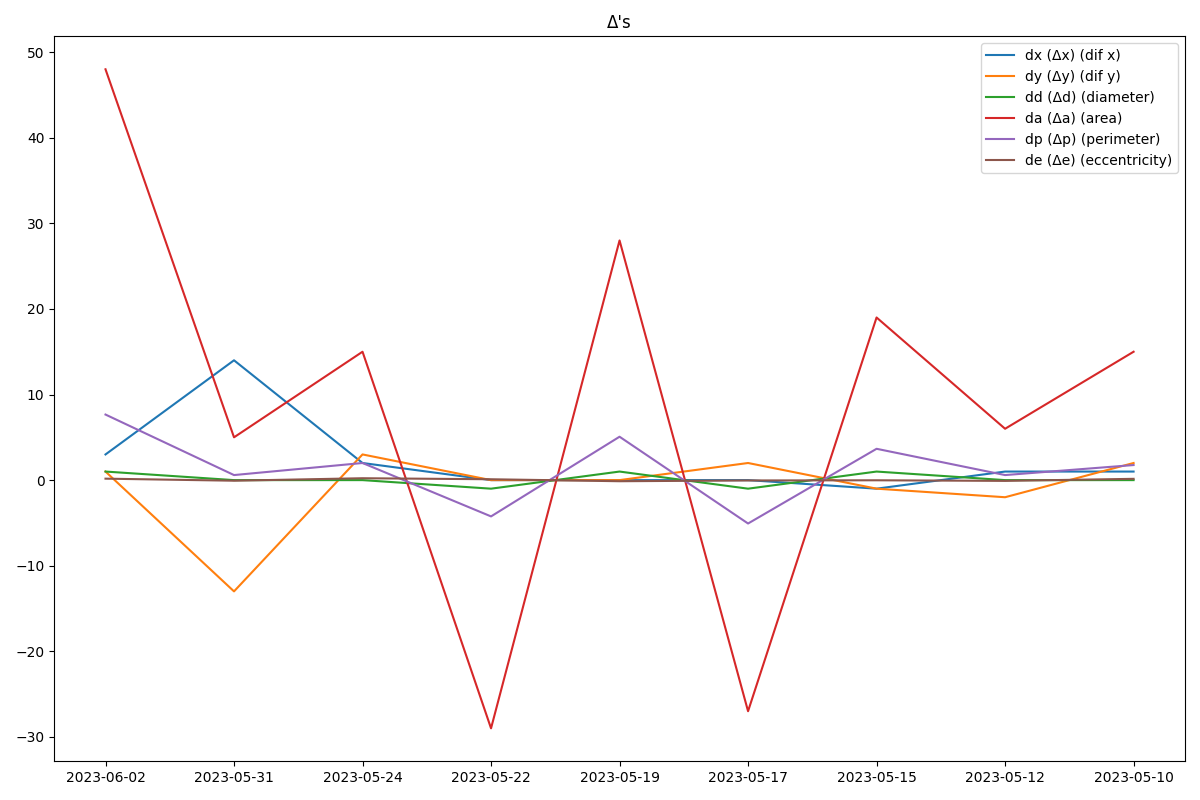 Δ's
dx (Δx) (dif x)
dy (Δy) (dif y)
dd (Δd) (diameter)
da (Δa) (area)
dp (Δp) (perimeter)
de (Δe) (eccentricity)
50
40
30
20
10
0
−10
−20
−30
2023-06-02 2023-05-31 2023-05-24 2023-05-22 2023-05-19 2023-05-17 2023-05-15 2023-05-12 2023-05-10